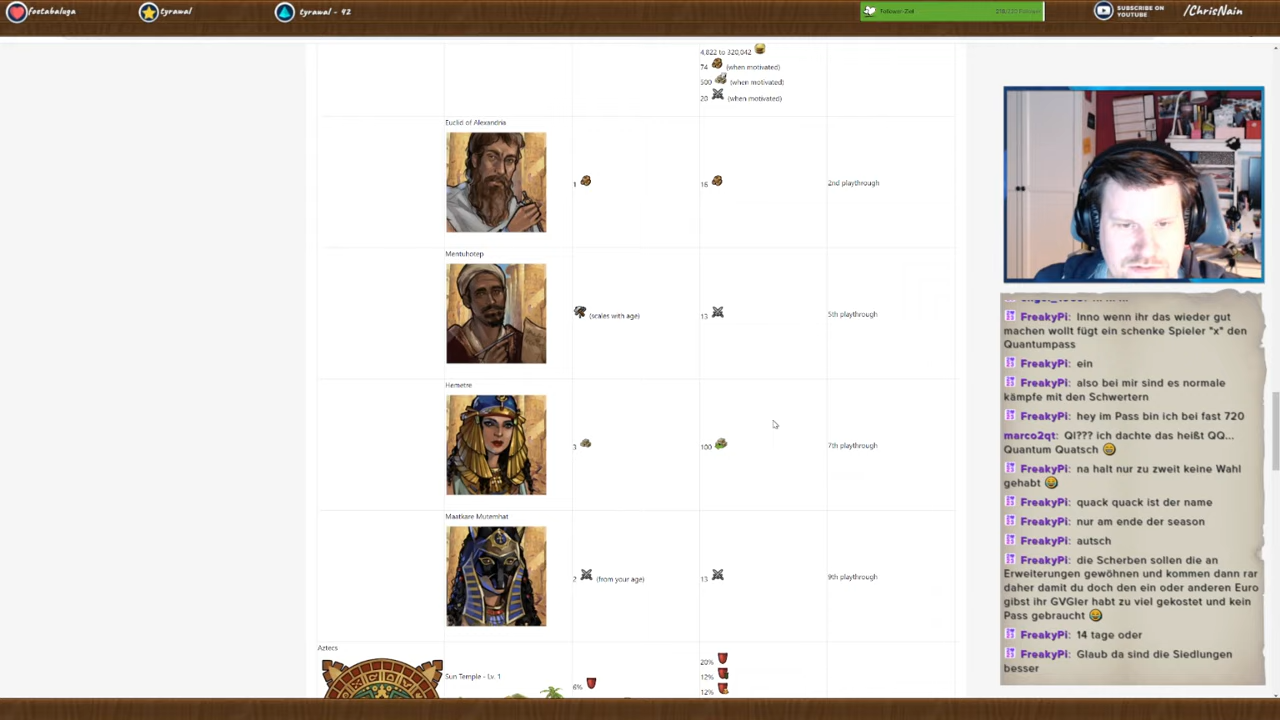 foetabaluga
tyrawal
tyrawal - 92
Follower-Ziel
SUBSCRIBE ON
YOUTUBE
/ChrisNain
4,822 to 320,042
74 (when motivated)
500 (when motivated)
20 (when motivated)
Euclid of Alexandria
1
16
2nd playthrough
Mentuhotep
(scales with age)
13
5th playthrough
Hemetre
3
100
7th playthrough
Maatkare Mutemhat
2 (from your age)
13
9th playthrough
Aztecs
Sun Temple - Lv. 1
6%
20%
12%
12%
FreakyPi: Inno wenn ihr das wieder gut
machen wollt fügt ein schenke Spieler "x" den
Quantumpass
FreakyPi: ein
FreakyPi: also bei mir sind es normale
kämpfe mit den Schwertern
FreakyPi: hey im Pass bin ich bei fast 720
marco2qt: QI??? ich dachte das heißt QQ...
Quantum Quatsch
FreakyPi: na halt nur zu zweit keine Wahl
gehabt
FreakyPi: quack quack ist der name
FreakyPi: nur am ende der season
FreakyPi: autsch
FreakyPi: die Scherben sollen die an
Erweiterungen gewöhnen und kommen dann rar
daher damit du doch den ein oder anderen Euro
gibst ihr GVGler habt zu viel gekostet und kein
Pass gebraucht
FreakyPi: 14 tage oder
FreakyPi: Glaub da sind die Siedlungen
besser